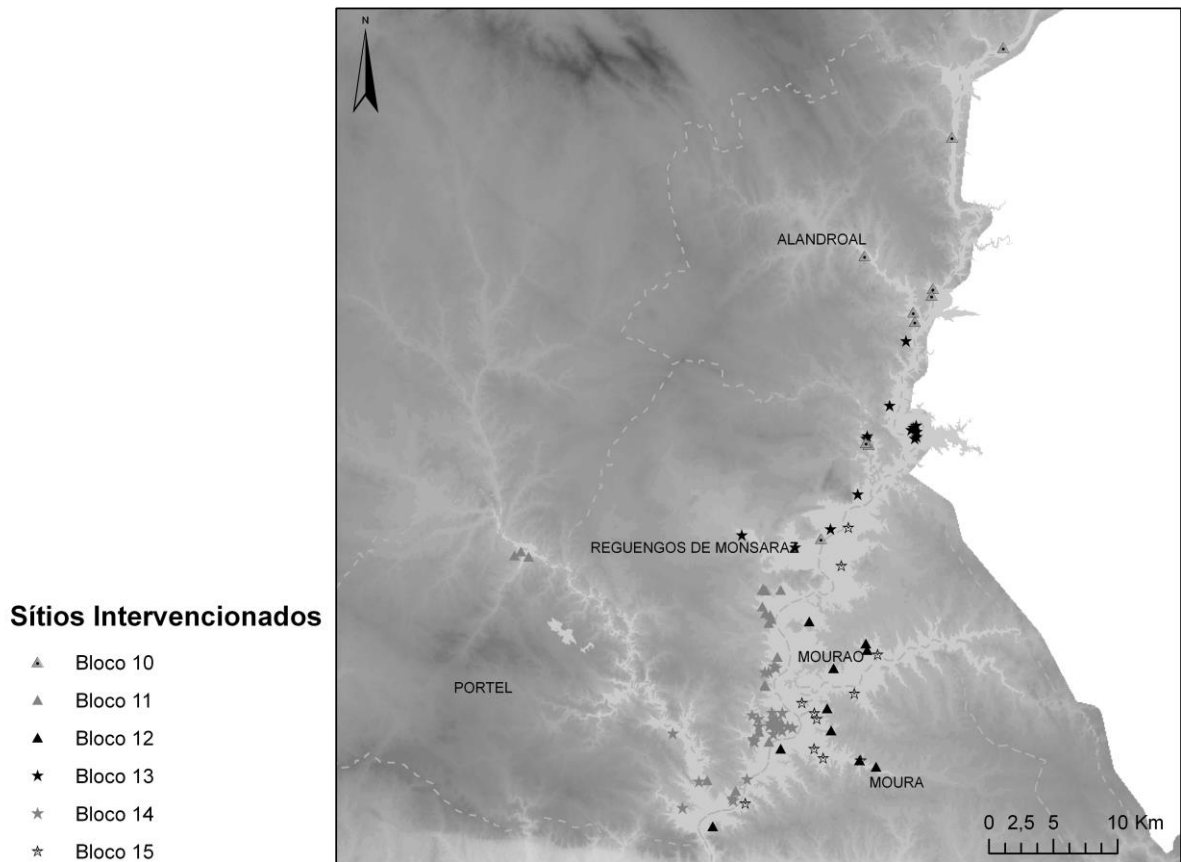 N
ALANDROAL
REGUENGOS DE MONSARAZ
MOURAO
PORTEL
MOURA
0 2,5 5 10 Km
Sítios Intervencionados
Bloco 10
Bloco 11
Bloco 12
Bloco 13
Bloco 14
Bloco 15